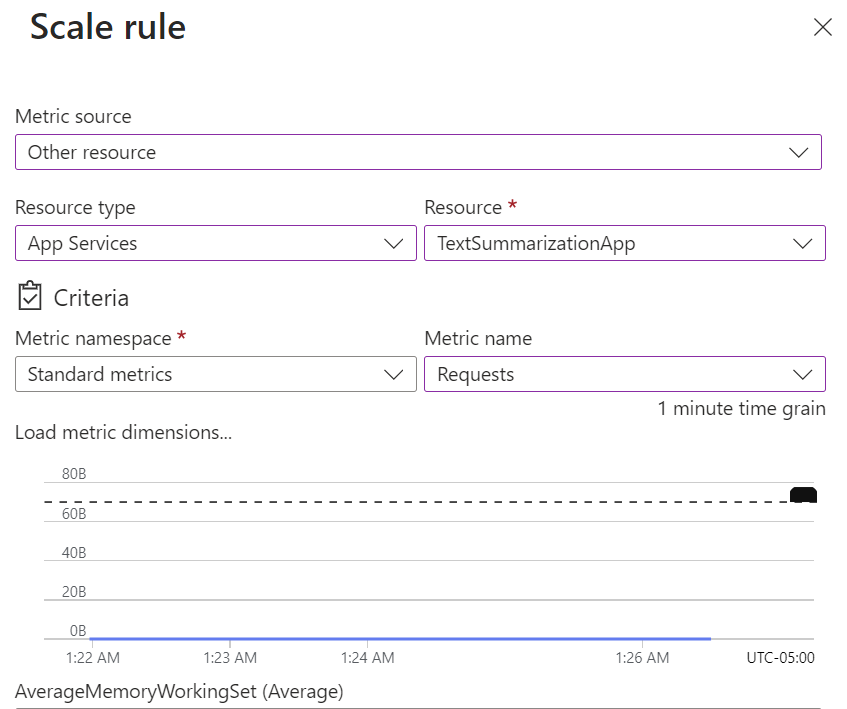 Scale rule
Metric source
Other resource
Resource type
Resource *
App Services
TextSummarizationApp
Criteria
Metric namespace *
Metric name
Standard metrics
Requests
1 minute time grain
Load metric dimensions...
80B
60B
40B
20B
0B
1:22 AM 1:23 AM 1:24 AM 1:26 AM UTC-05:00
AverageMemoryWorkingSet (Average)